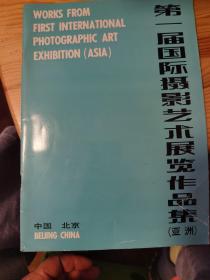 WORKS FROM
FIRST INTERNATIONAL
PHOTOGRAPHIC ART
EXHIBITION (ASIA)
第一届国际摄影艺术展览作品集
(亚洲)
中国 北京
BEIJING CHINA